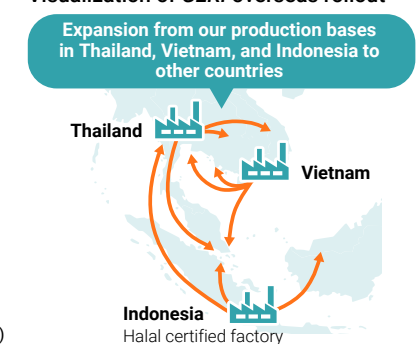 Expansion from our production bases
in Thailand, Vietnam, and Indonesia to
other countries
Thailand
Vietnam
Indonesia
Halal certified factory
)